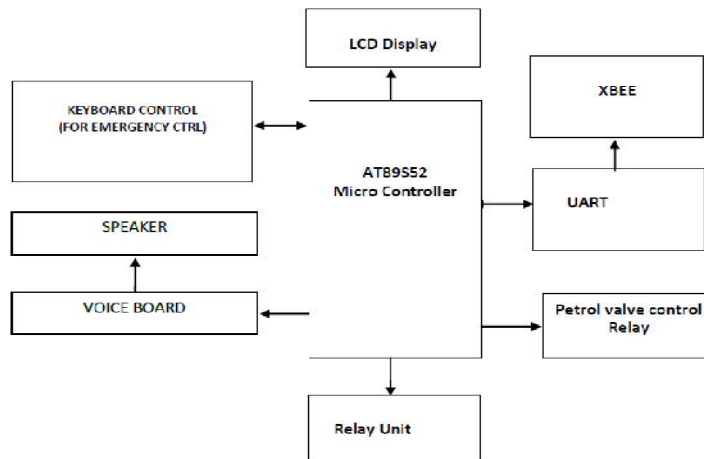 LCD Display
KEYBOARD CONTROL
(FOR EMERGENCY CTRL)
XBEE
AT89S52
Micro Controller
UART
SPEAKER
VOICE BOARD
Petrol valve control
Relay
Relay Unit